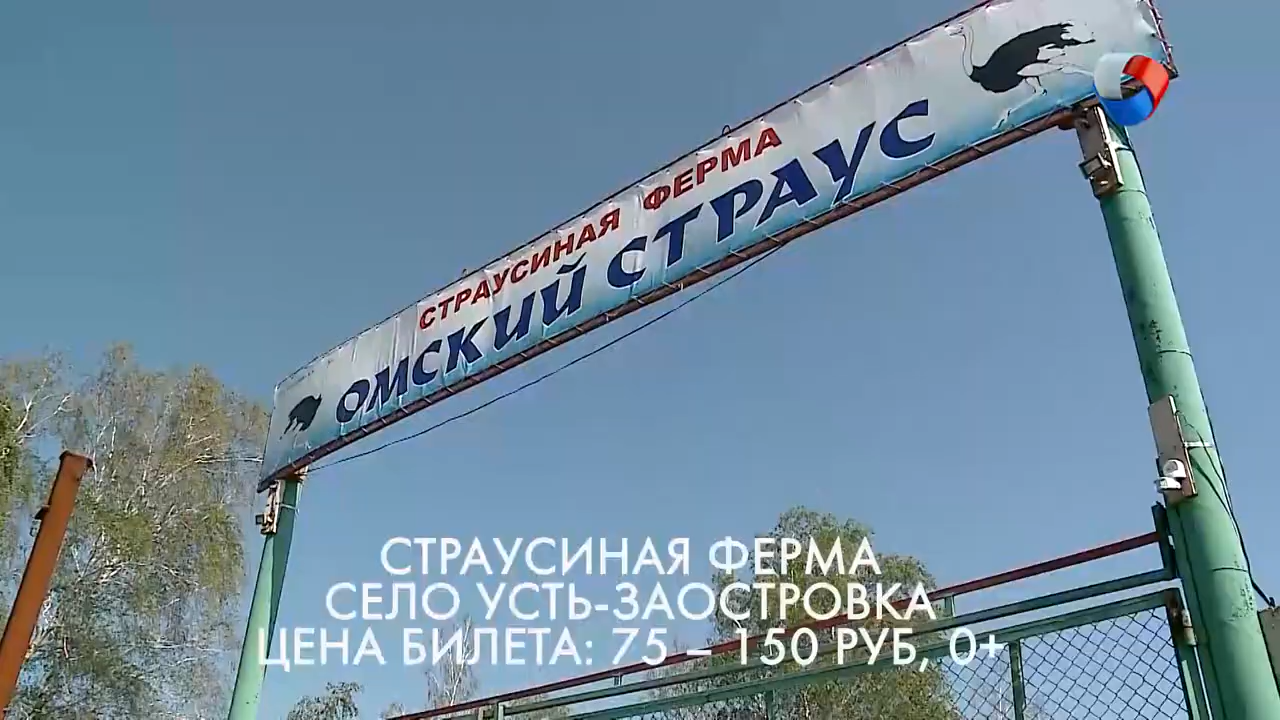 СТРАУСИНАЯ ФЕРМА
ОМСКИЙ СТРАУС
СТРАУСИНАЯ ФЕРМА
СЕЛО УСТЬ-ЗАОСТРОВКА
ЦЕНА БИЛЕТА: 75 – 150 РУБ, 0+